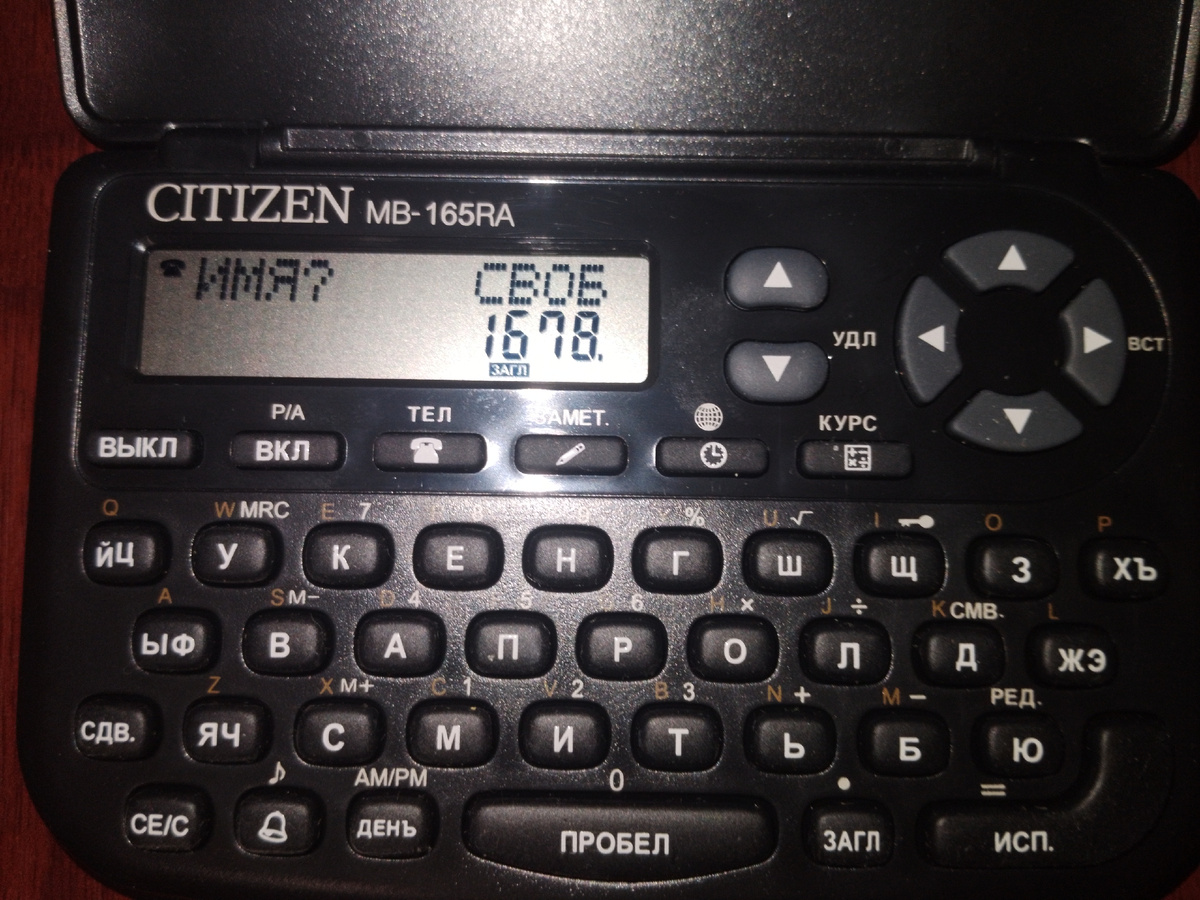 CITIZEN MB-165RA
ИМЯ? СВОБ
1678.
ЗАГЛ
УДЛ
ВСТ
P/A ТЕЛ ЗАМЕТ. КУРС
ВЫКЛ ВКЛ
Q W MRC E 7 8 9 % U √ I O P
ЙЦ У К Е Н Г Ш Щ З ХЪ
A S M- D 4 5 6 H × J ÷ K СМВ. L
ЫФ В А П Р О Л Д ЖЭ
Z X M+ C 1 V 2 B 3 N + M - РЕД.
СДВ. ЯЧ С М И Т Ь Б Ю
♪ AM/PM 0 • =
CE/C ДЕНЬ ПРОБЕЛ ЗАГЛ ИСП.